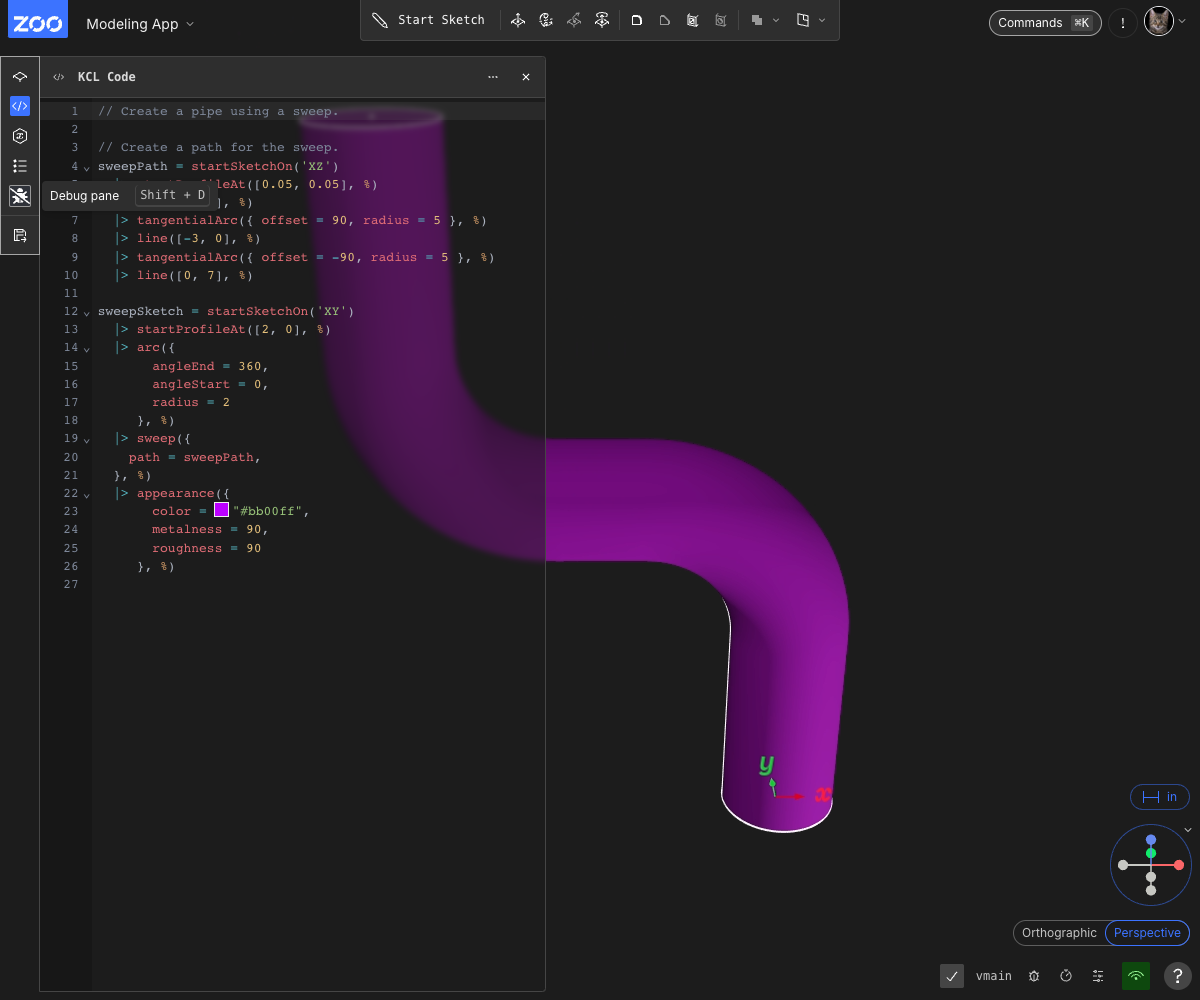 ZOO Modeling App
Start Sketch
Commands ⌘K
!
KCL Code
1 // Create a pipe using a sweep.
2
3 // Create a path for the sweep.
4 sweepPath = startSketchOn('XZ')
leAt([0.05, 0.05], %)
Debug pane Shift + D
], %)
7 |> tangentialArc({ offset = 90, radius = 5 }, %)
8 |> line([-3, 0], %)
9 |> tangentialArc({ offset = -90, radius = 5 }, %)
10 |> line([0, 7], %)
11
12 sweepSketch = startSketchOn('XY')
13 |> startProfileAt([2, 0], %)
14 |> arc({
15 angleEnd = 360,
16 angleStart = 0,
17 radius = 2
18 }, %)
19 |> sweep({
20 path = sweepPath,
21 }, %)
22 |> appearance({
23 color = "#bb00ff",
24 metalness = 90,
25 roughness = 90
26 }, %)
27
y
x
in
Orthographic Perspective
vmain
?